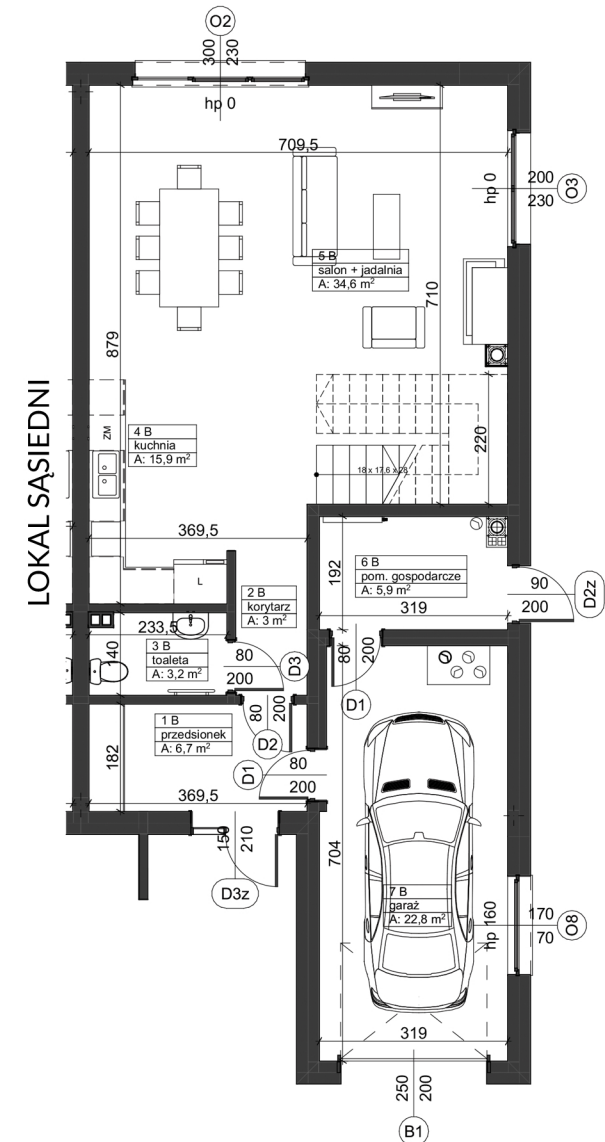 O2
300
230
hp 0
709,5
hp 0
200
230
O3
5 B
salon + jadalnia
A: 34,6 m²
710
879
LOKAL SĄSIEDNI
ZM
4 B
kuchnia
A: 15,9 m²
220
18 x 17,6 x 28
369,5
192
6 B
pom. gospodarcze
A: 5,9 m²
319
90
200
D2z
L
2 B
korytarz
A: 3 m²
233,5
140
3 B
toaleta
A: 3,2 m²
80
200
D3
80
200
D1
80
200
D2
1 B
przedsionek
A: 6,7 m²
182
369,5
D1
80
200
150
210
D3z
704
7 B
garaż
A: 22,8 m²
hp 160
170
70
O8
319
250
200
B1